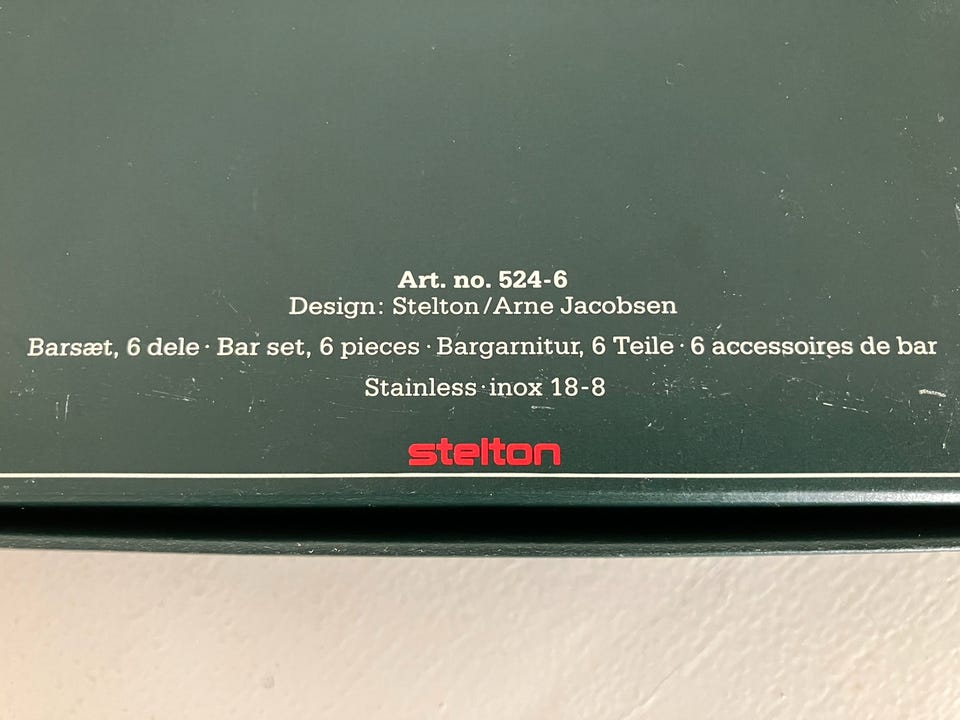 Art. no. 524-6
Design: Stelton/Arne Jacobsen
Barsæt, 6 dele · Bar set, 6 pieces · Bargarnitur, 6 Teile · 6 accessoires de bar
Stainless · inox 18-8
stelton